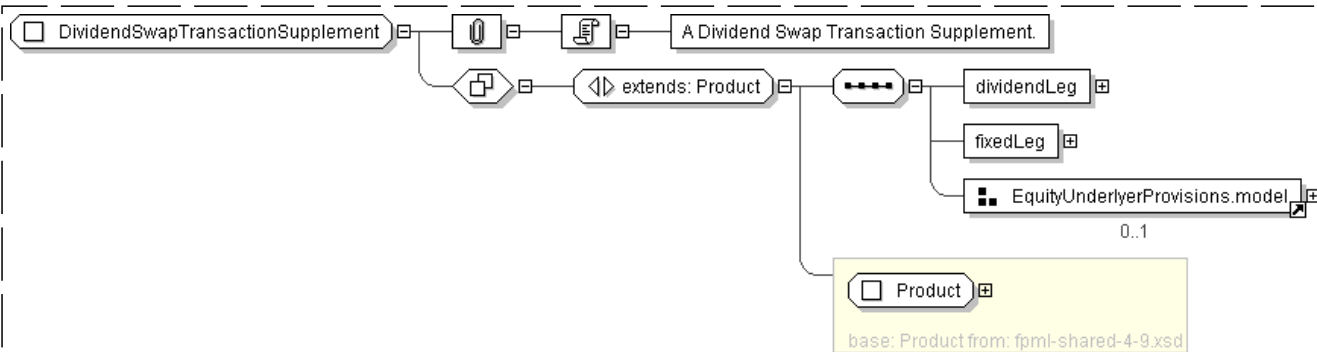 DividendSwapTransactionSupplement
A Dividend Swap Transaction Supplement.
extends: Product
dividendLeg
fixedLeg
EquityUnderlyerProvisions.model
0..1
Product
base: Product from: fpml-shared-4-9.xsd